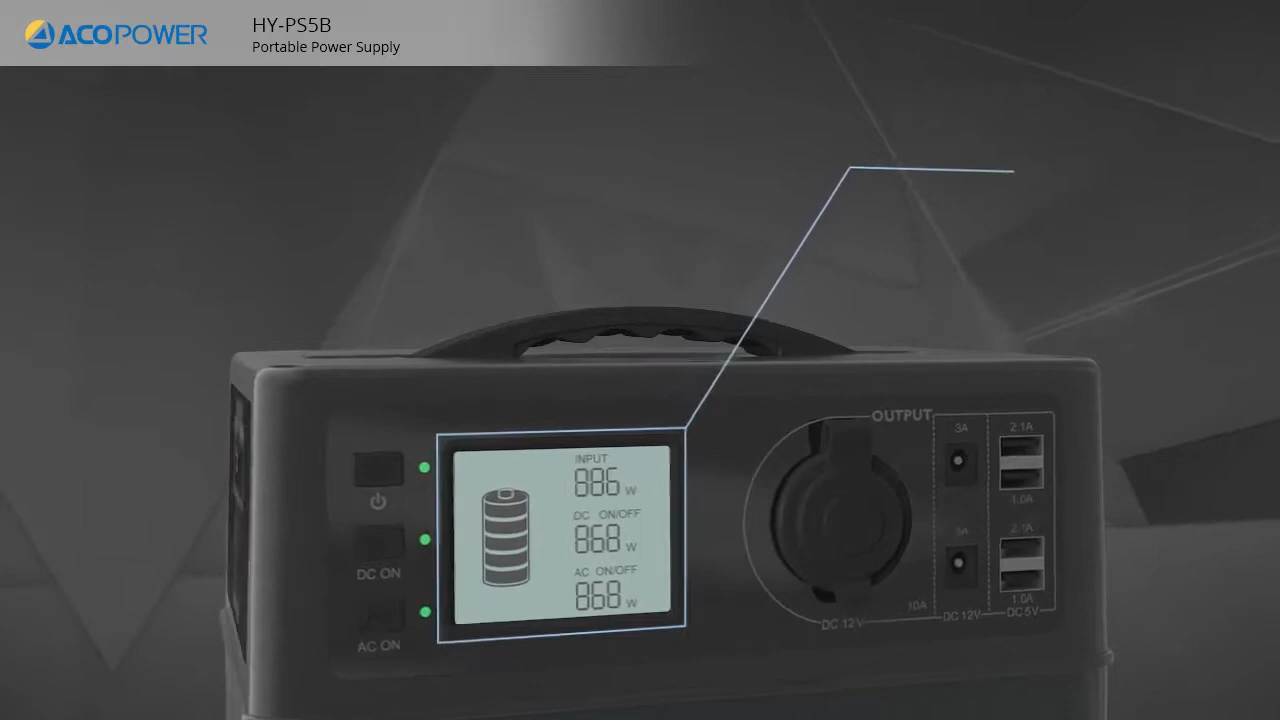 ACOPOWER
HY-PS5B
Portable Power Supply
OUTPUT
INPUT
886 W
DC ON/OFF
868 W
AC ON/OFF
868 W
DC ON
AC ON
3A
2.1A
1.0A
3A
2.1A
1.0A
10A
DC 12V
DC 12V
DC 5V